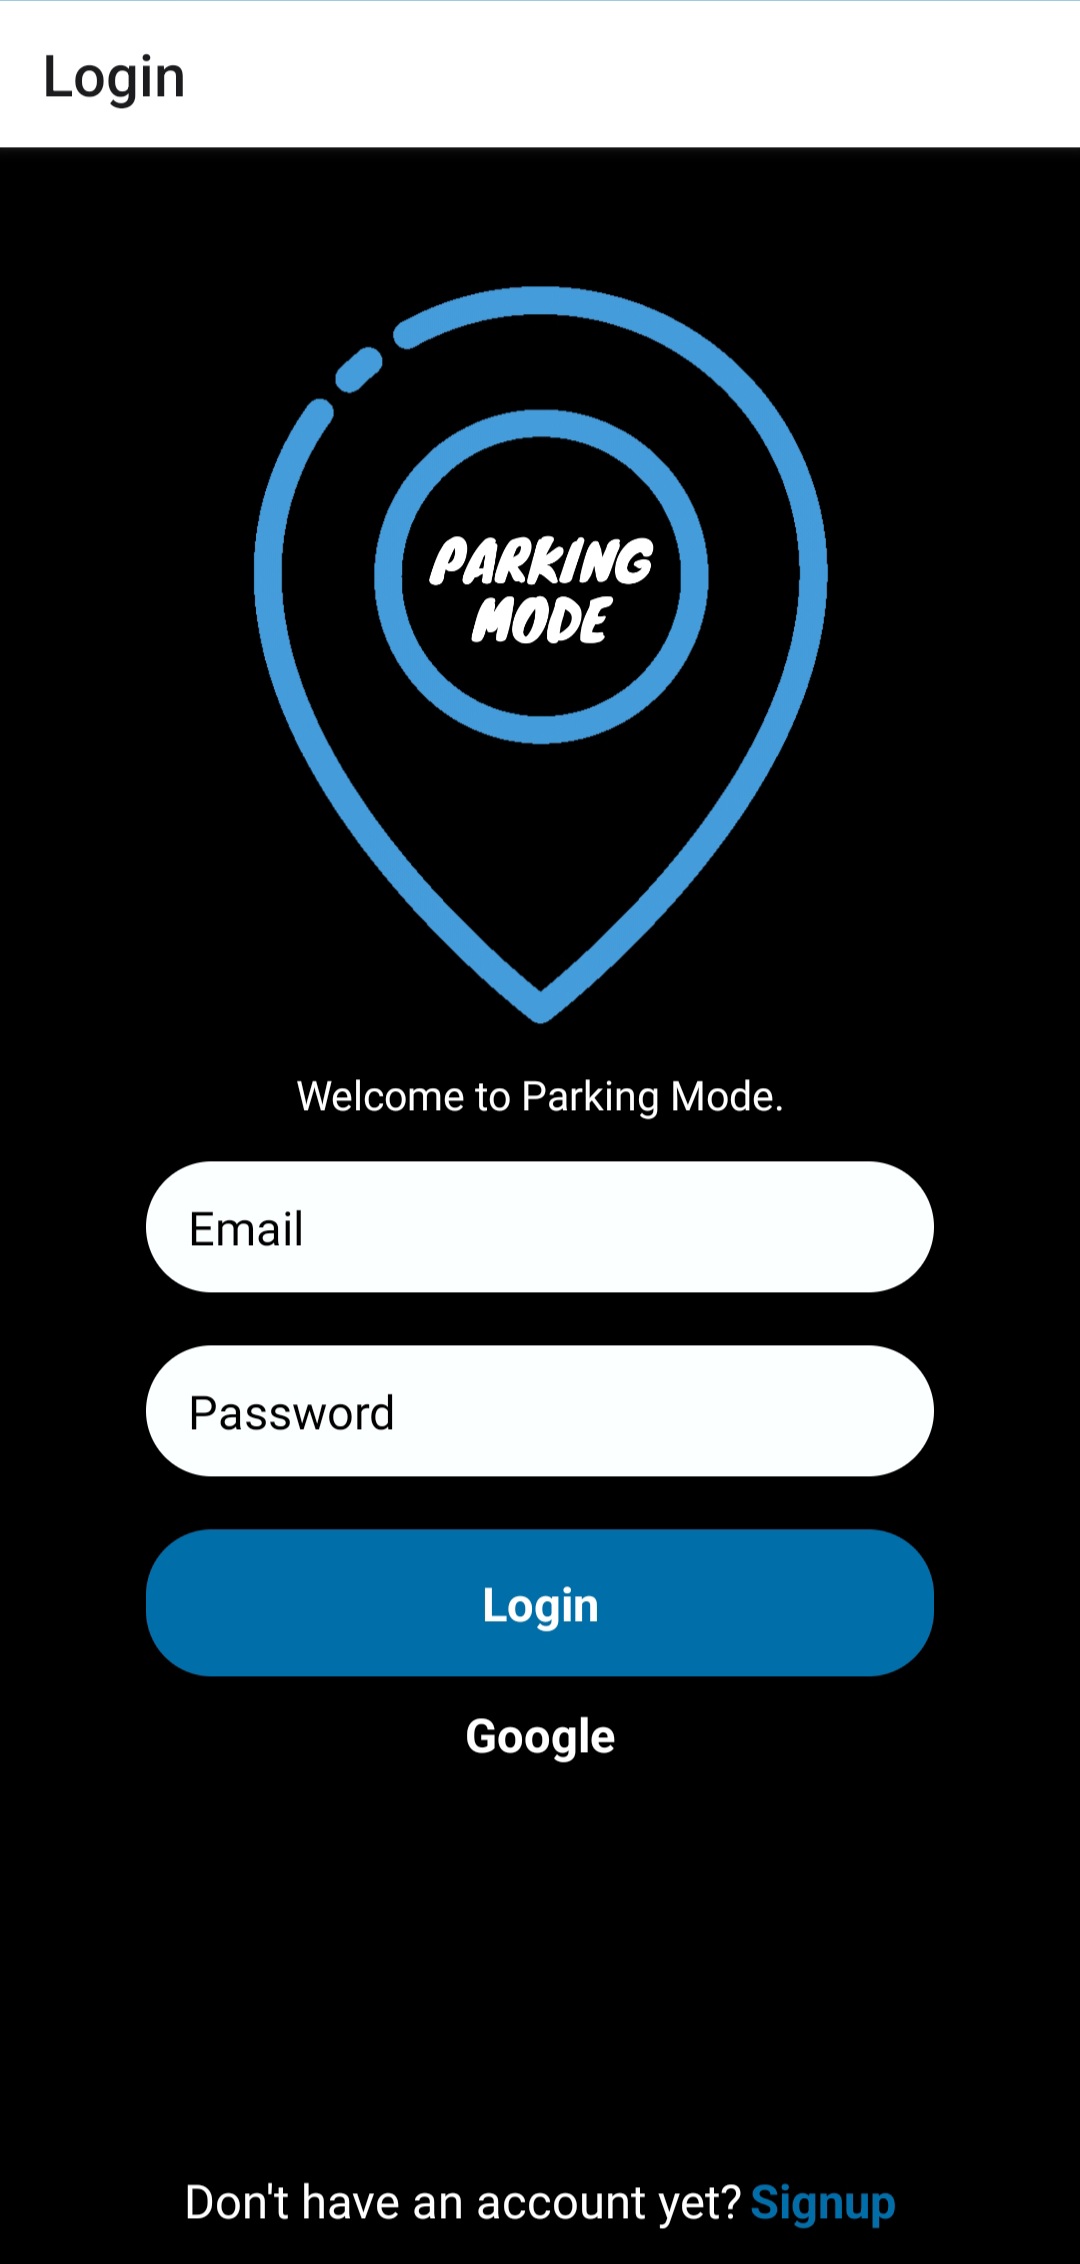 Login
PARKING
MODE
Welcome to Parking Mode.
Email
Password
Login
Google
Don't have an account yet? Signup